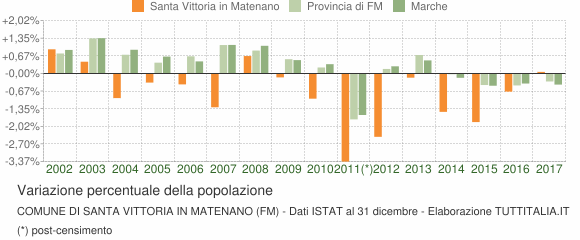 Santa Vittoria in Matenano Provincia di FM Marche
+2,02%
+1,35%
+0,67%
-0,00%
-0,67%
-1,35%
-2,02%
-2,70%
-3,37%
2002 2003 2004 2005 2006 2007 2008 2009 2010 2011(*) 2012 2013 2014 2015 2016 2017
Variazione percentuale della popolazione
COMUNE DI SANTA VITTORIA IN MATENANO (FM) - Dati ISTAT al 31 dicembre - Elaborazione TUTTITALIA.IT
(*) post-censimento